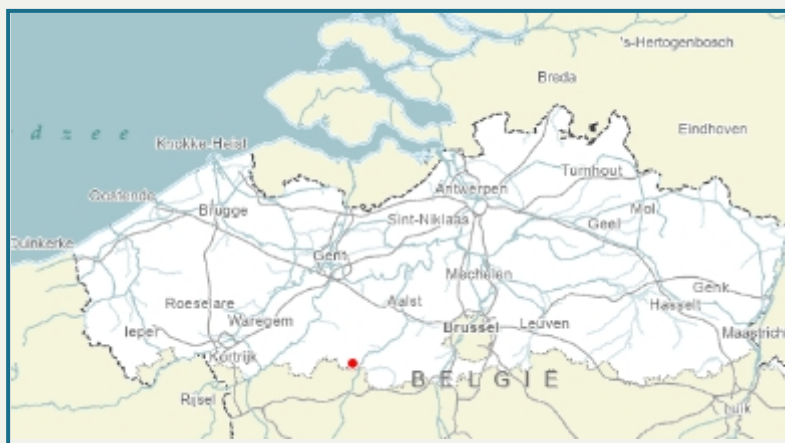 's-Hertogenbosch
Breda
d z e e
Eindhoven
Knokke-Heist
Turnhout
Antwerpen
Oostende
Mol
Brugge
Sint-Niklaas
Geel
Duinkerke
Gent
Mechelen
Genk
Roeselare
Aalst
Hasselt
Waregem
Brussel
Leuven
Ieper
Maastrich
Kortrijk
BELGIË
Rijsel
Luik